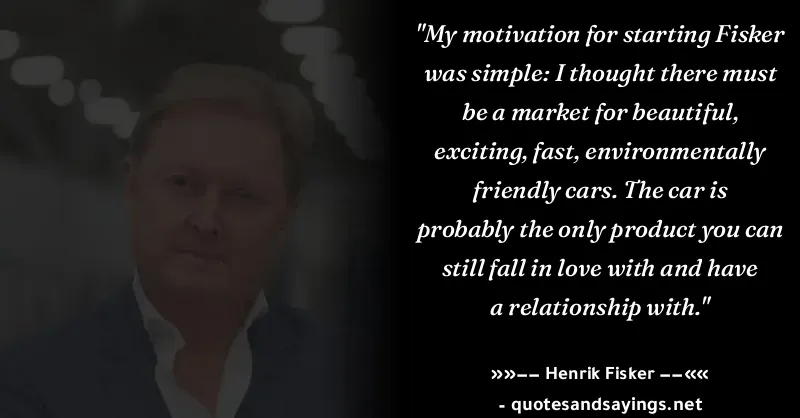 "My motivation for starting Fisker
was simple: I thought there must
be a market for beautiful,
exciting, fast, environmentally
friendly cars. The car is
probably the only product you can
still fall in love with and have
a relationship with."
»»−− Henrik Fisker −−««
- quotesandsayings.net